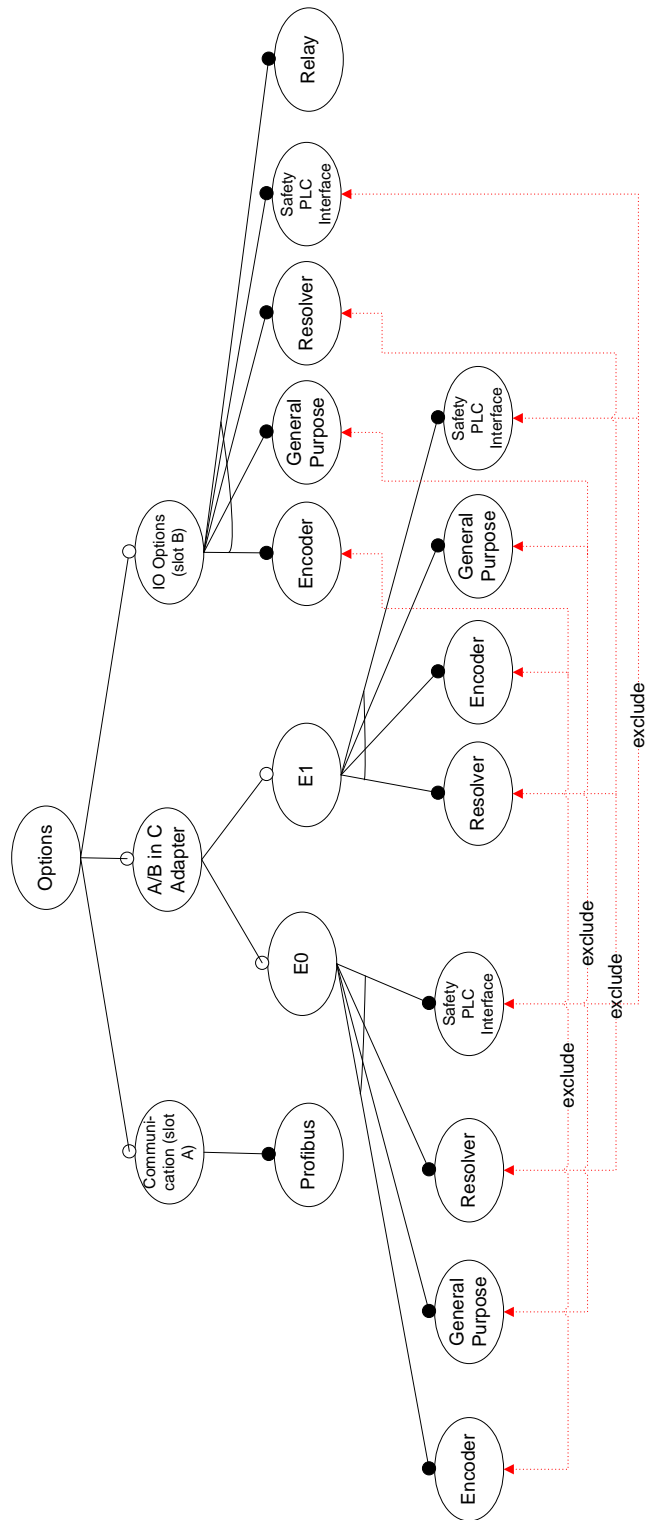 Options
Communi-
cation (slot
A)
A/B in C
Adapter
IO Options
(slot B)
Profibus
E0
E1
Encoder
General
Purpose
Resolver
Safety
PLC
Interface
Relay
Encoder
General
Purpose
Resolver
Safety
PLC
Interface
Resolver
Encoder
General
Purpose
Safety
PLC
Interface
exclude
exclude
exclude
exclude